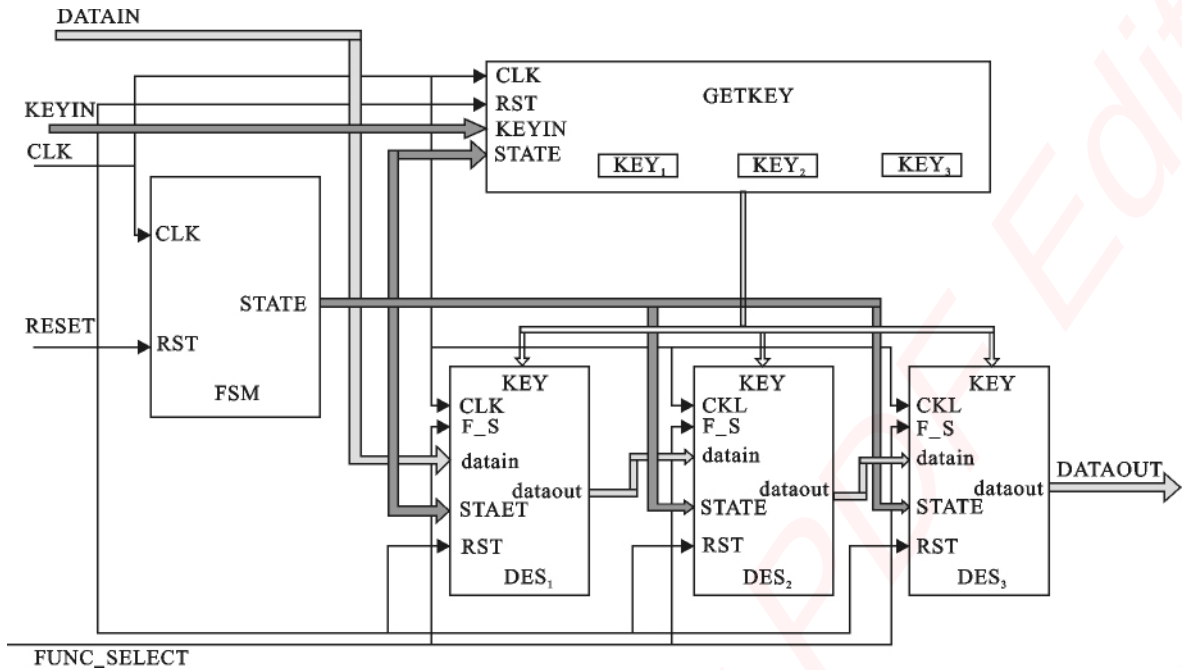 DATAIN
CLK
GETKEY
RST
KEYIN
KEYIN
CLK
STATE
KEY₁
KEY₂
KEY₃
CLK
STATE
RESET
RST
FSM
KEY
KEY
KEY
CLK
CKL
CKL
F_S
F_S
F_S
datain
datain
datain
DATAOUT
dataout
dataout
dataout
STAET
STATE
STATE
RST
RST
RST
DES₁
DES₂
DES₃
FUNC_SELECT
PDF Edit